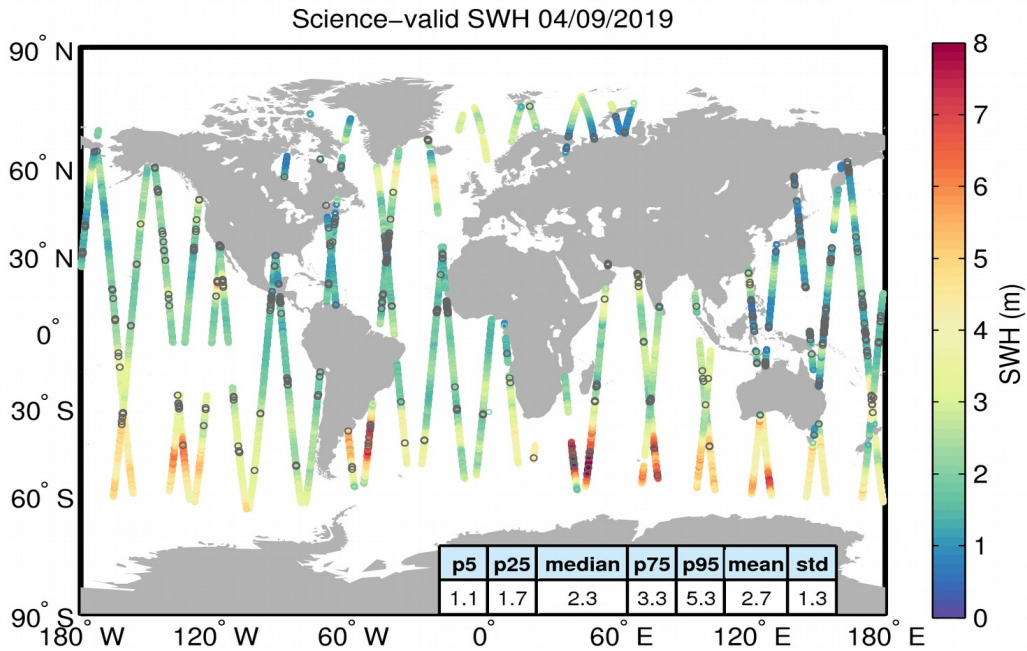 Science−valid SWH 04/09/2019
90° N
60° N
30° N
0°
30° S
60° S
90° S
180° W
120° W
60° W
0°
60° E
120° E
180° E
p5 p25 median p75 p95 mean std
1.1 1.7 2.3 3.3 5.3 2.7 1.3
8
7
6
5
4
3
2
1
0
SWH (m)